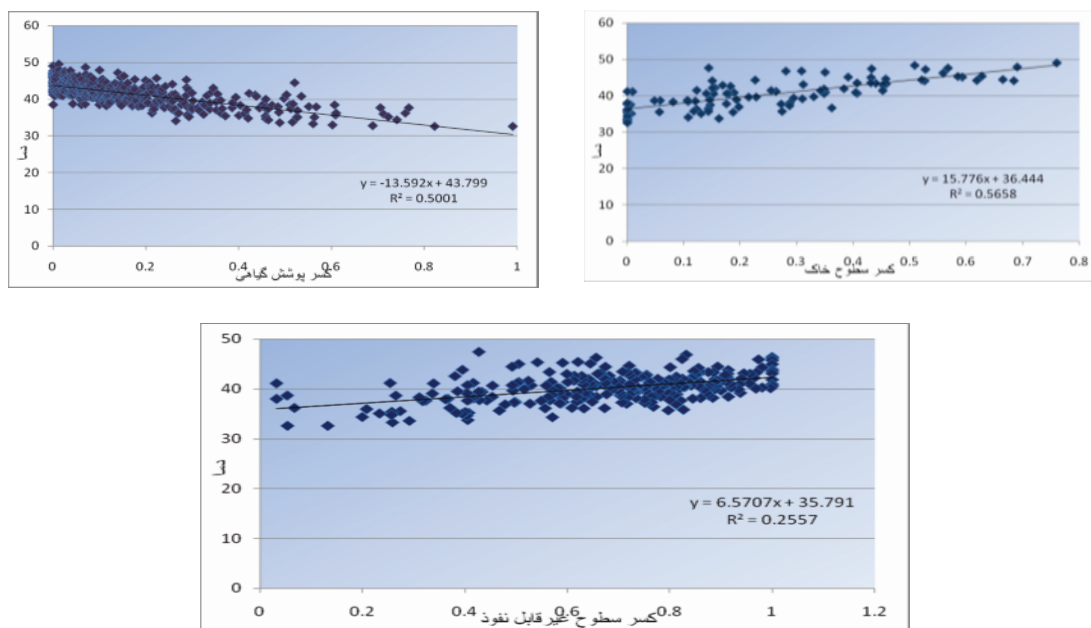 60
50
40
30
20
10
0
دما
y = -13.592x + 43.799
R² = 0.5001
0 0.2 0.4 0.6 0.8 1
کسر پوشش گیاهی
60
50
40
30
20
10
0
دما
15.776x + 36.444
R² = 0.5658
0 0.1 0.2 0.3 0.4 0.5 0.6 0.7 0.8
کسر سطوح خاک
50
40
30
20
10
0
دما
y = 6.5707x + 35.791
R² = 0.2557
0 0.2 0.4 0.6 0.8 1 1.2
کسر سطوح غیرقابل نفوذ